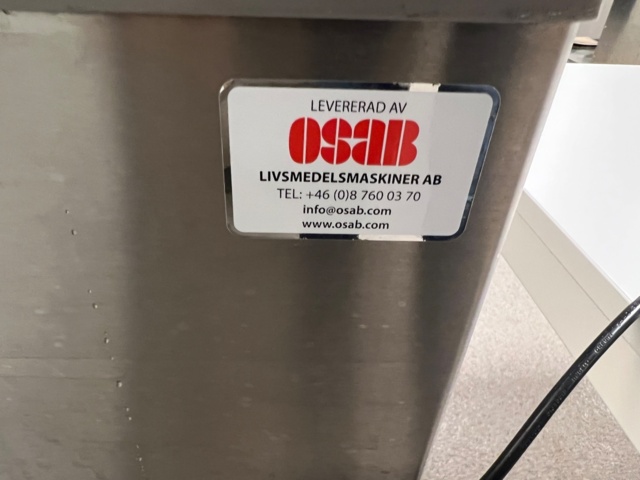 LEVERERAD AV
OSAB
LIVSMEDELSMASKINER AB
TEL: +46 (0)8 760 03 70
info@osab.com
www.osab.com